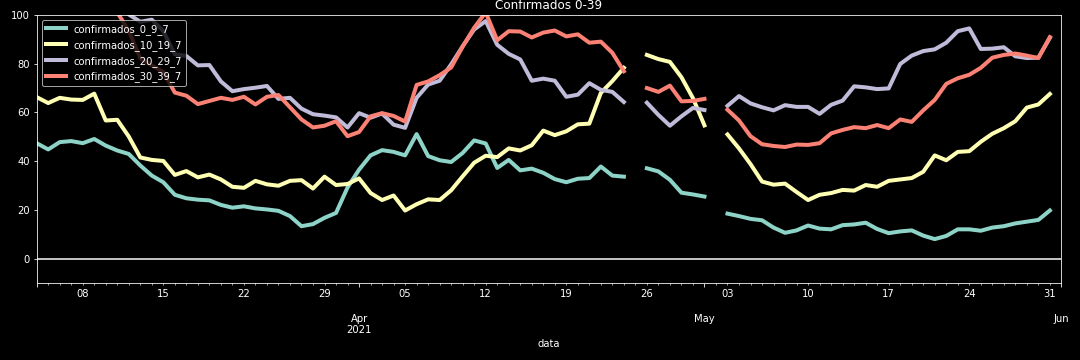 Confirmados 0-39
100
80
60
40
20
0
confirmados_0_9_7
confirmados_10_19_7
confirmados_20_29_7
confirmados_30_39_7
08 15 22 29 05 12 19 26 03 10 17 24 31
Apr May Jun
2021
data